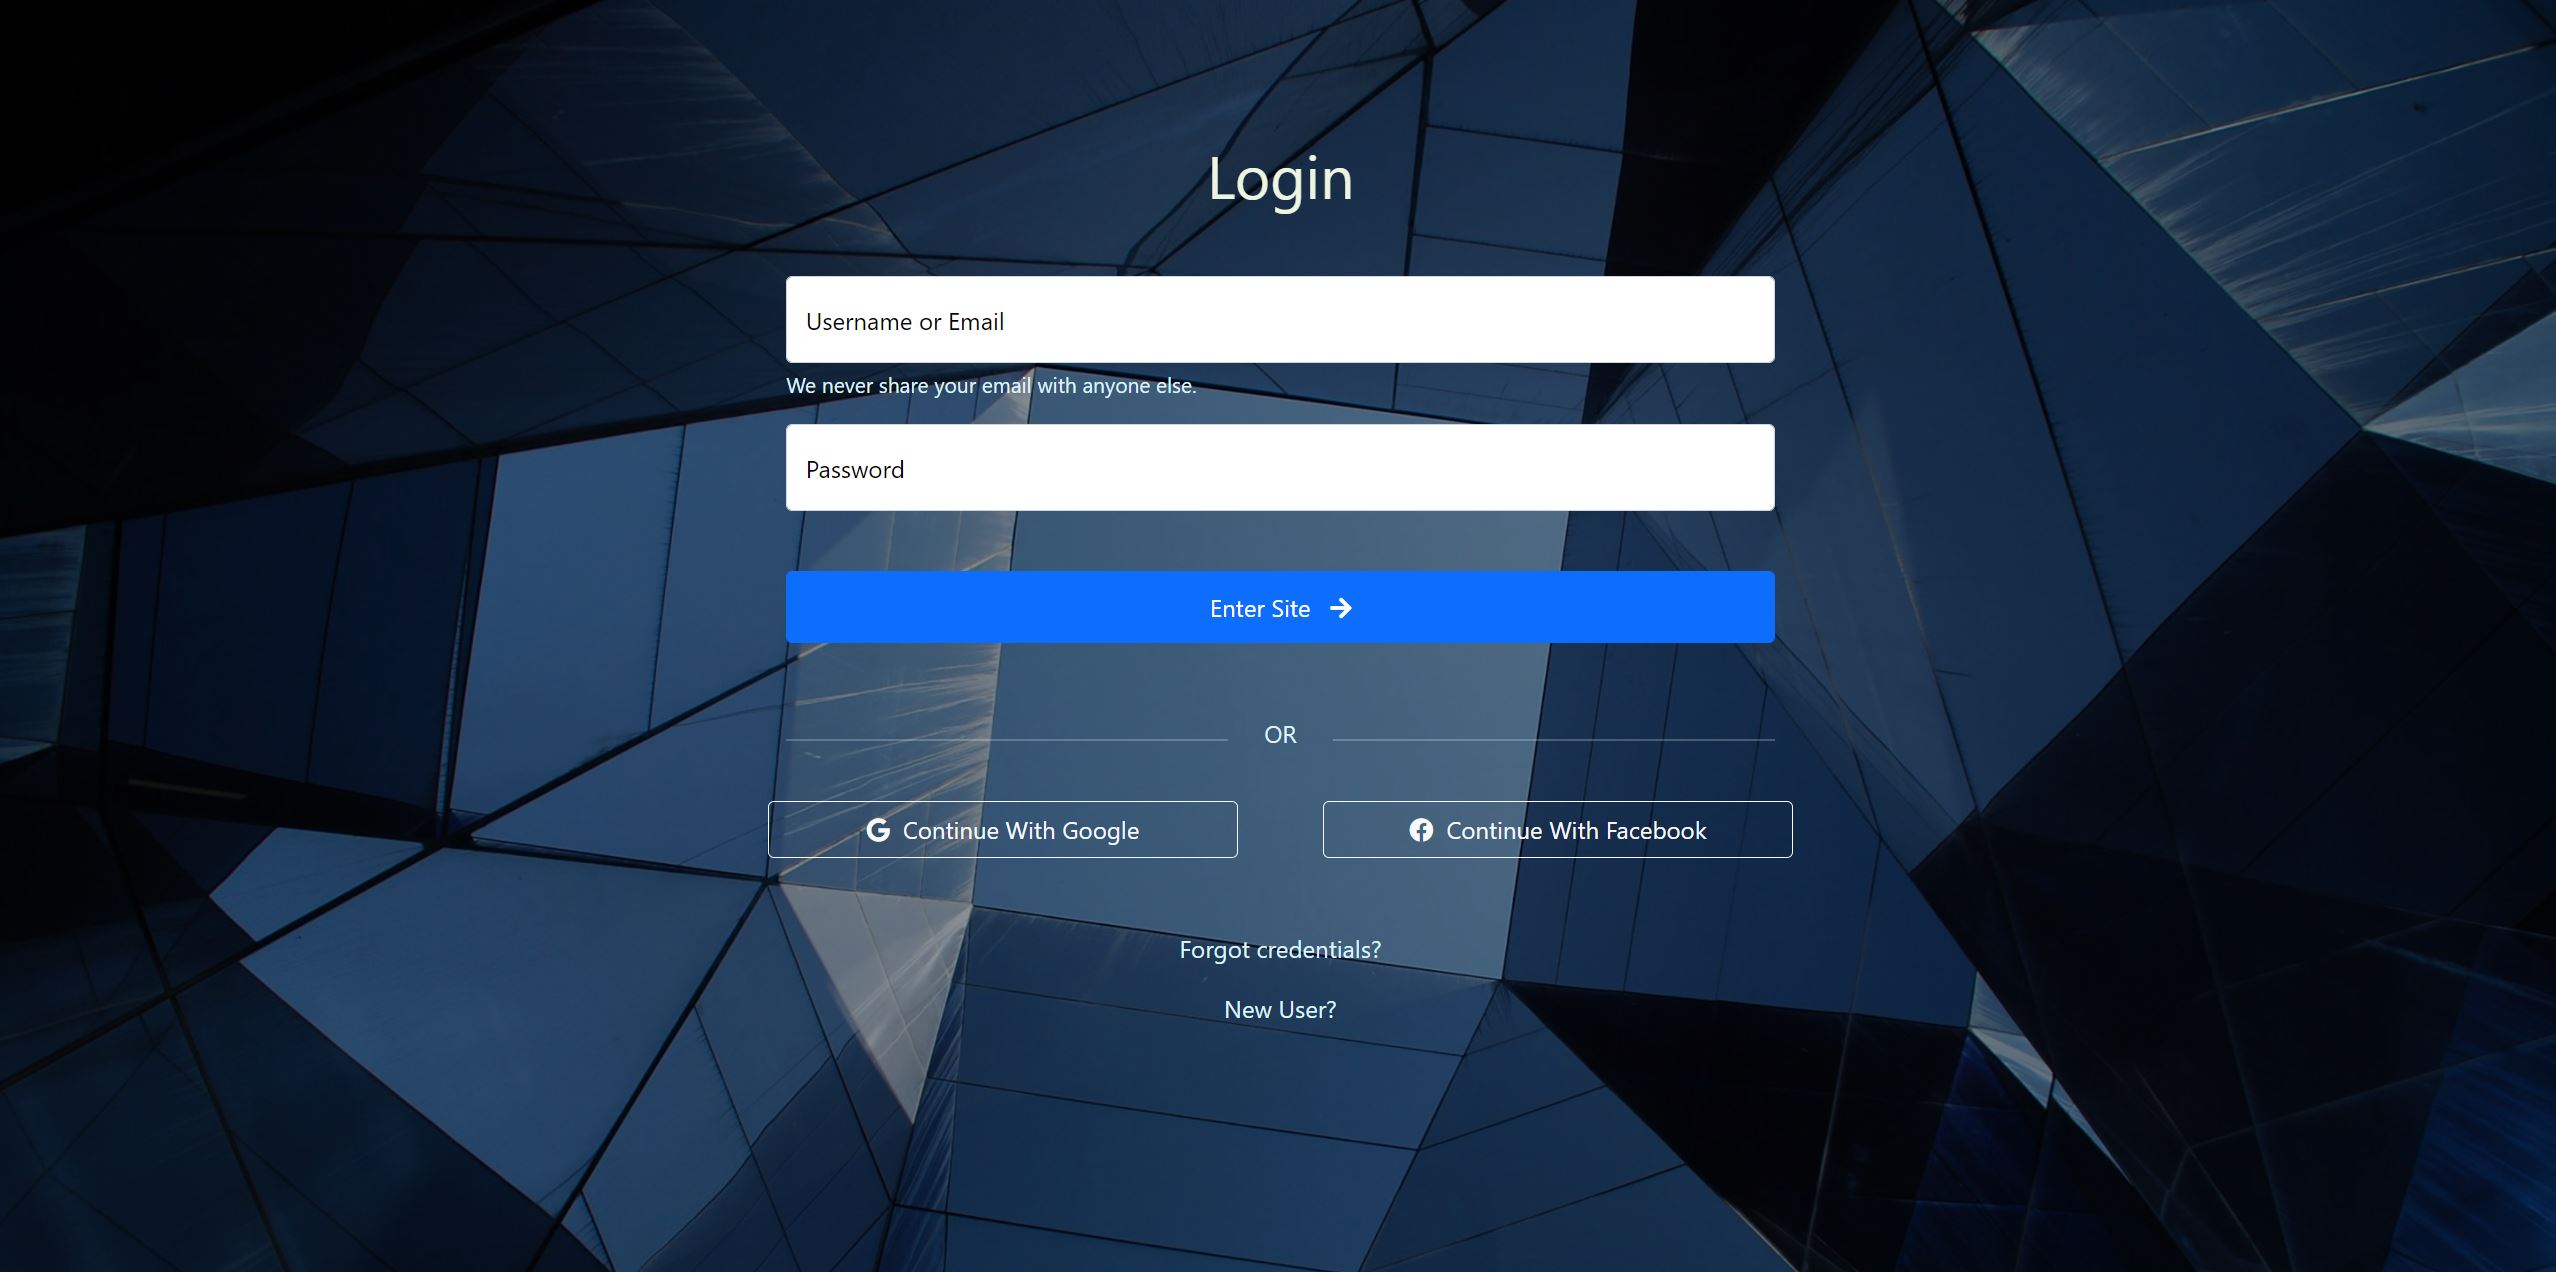 Login
Username or Email
We never share your email with anyone else.
Password
Enter Site
OR
Continue With Google
Continue With Facebook
Forgot credentials?
New User?